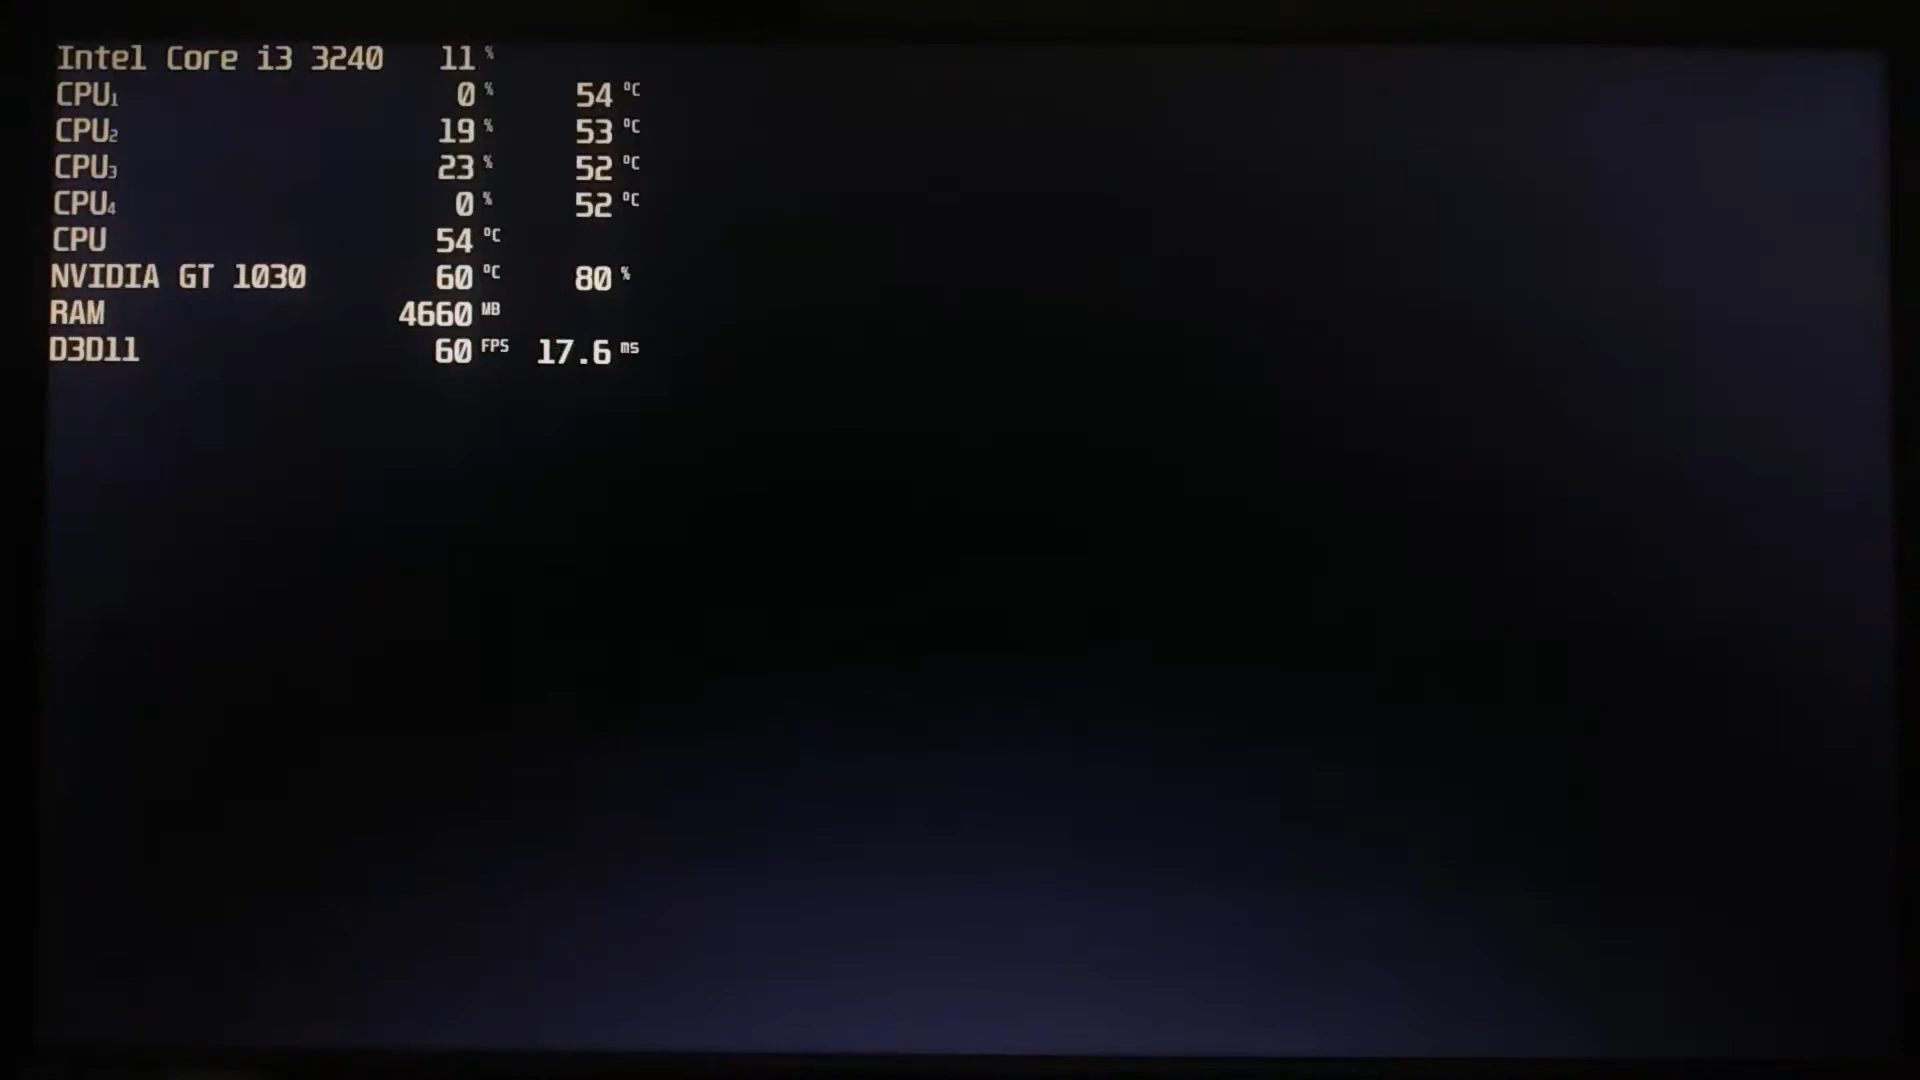 Intel Core i3 3240 11 %
CPU1 0 % 54 °C
CPU2 19 % 53 °C
CPU3 23 % 52 °C
CPU4 0 % 52 °C
CPU 54 °C
NVIDIA GT 1030 60 °C 80 %
RAM 4660 MB
D3D11 60 FPS 17.6 ms